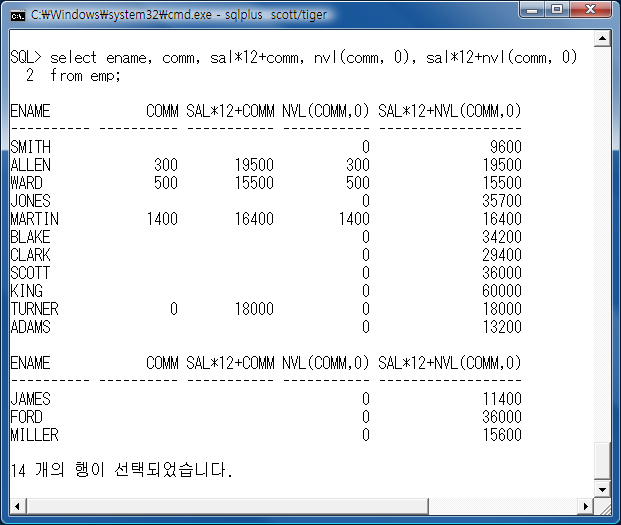 C:\Windows\system32\cmd.exe - sqlplus  scott/tiger
SQL> select ename, comm, sal*12+comm, nvl(comm, 0), sal*12+nvl(comm, 0)
  2  from emp;
ENAME            COMM SAL*12+COMM NVL(COMM,0) SAL*12+NVL(COMM,0)
---------- ---------- ----------- ----------- ------------------
SMITH                                       0               9600
ALLEN             300       19500         300              19500
WARD              500       15500         500              15500
JONES                                       0              35700
MARTIN           1400       16400        1400              16400
BLAKE                                       0              34200
CLARK                                       0              29400
SCOTT                                       0              36000
KING                                        0              60000
TURNER              0       18000           0              18000
ADAMS                                       0              13200
ENAME            COMM SAL*12+COMM NVL(COMM,0) SAL*12+NVL(COMM,0)
---------- ---------- ----------- ----------- ------------------
JAMES                                       0              11400
FORD                                        0              36000
MILLER                                      0              15600
14 개의 행이 선택되었습니다.